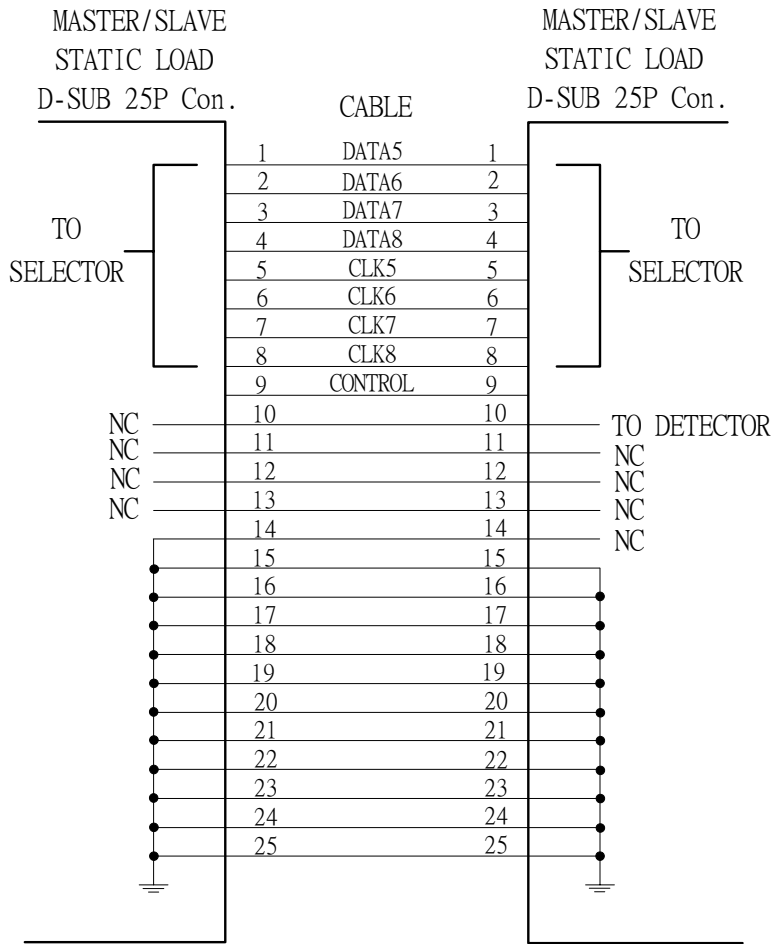 MASTER/SLAVE
STATIC LOAD
D-SUB 25P Con.
MASTER/SLAVE
STATIC LOAD
D-SUB 25P Con.
CABLE
1 DATA5 1
2 DATA6 2
3 DATA7 3
4 DATA8 4
5 CLK5 5
6 CLK6 6
7 CLK7 7
8 CLK8 8
9 CONTROL 9
TO
SELECTOR
TO
SELECTOR
NC 10 10 TO DETECTOR
NC 11 11 NC
NC 12 12 NC
NC 13 13 NC
14 14 NC
15 15
16 16
17 17
18 18
19 19
20 20
21 21
22 22
23 23
24 24
25 25